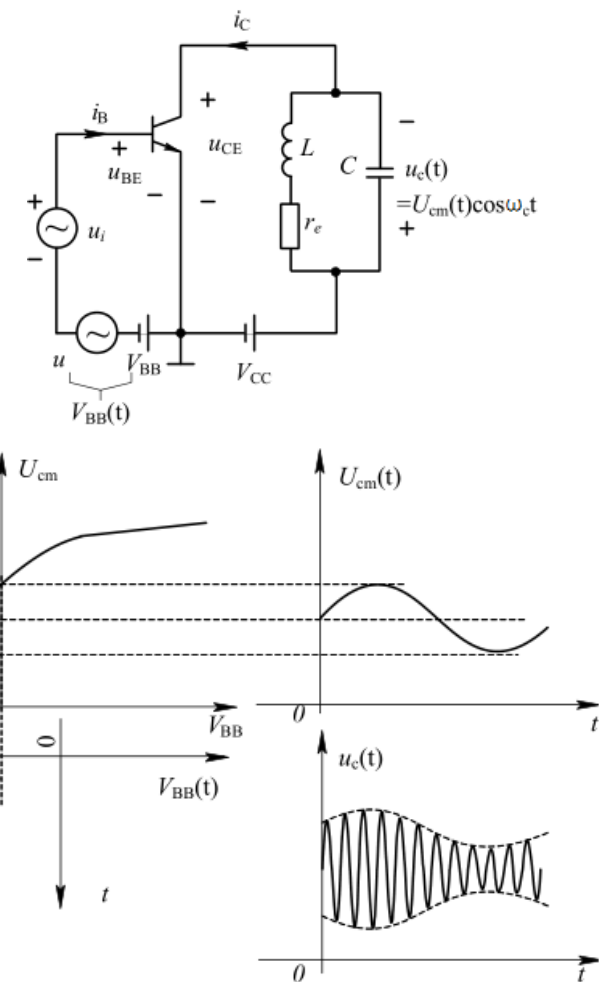 i_C
i_B
+
+
u_BE
−
u_CE
−
L
C
r_e
−
u_c(t)
=U_cm(t)cosω_ct
+
+
u_i
−
u
V_BB
V_CC
V_BB(t)
U_cm
U_cm(t)
V_BB
0
t
0
V_BB(t)
t
u_c(t)
0
t